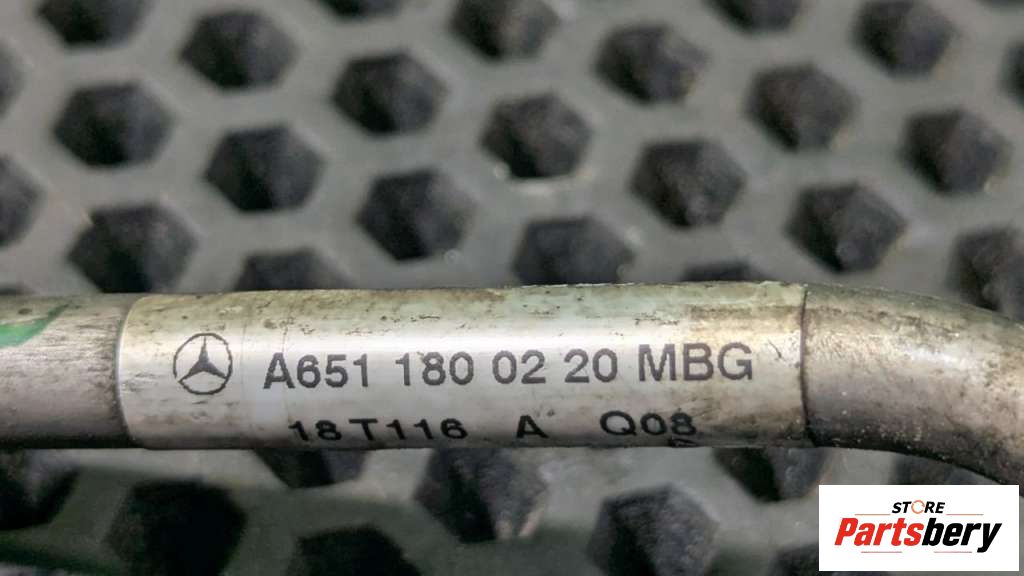 A651 180 02 20 MBG
18T116 A Q08
STORE
Partsbery